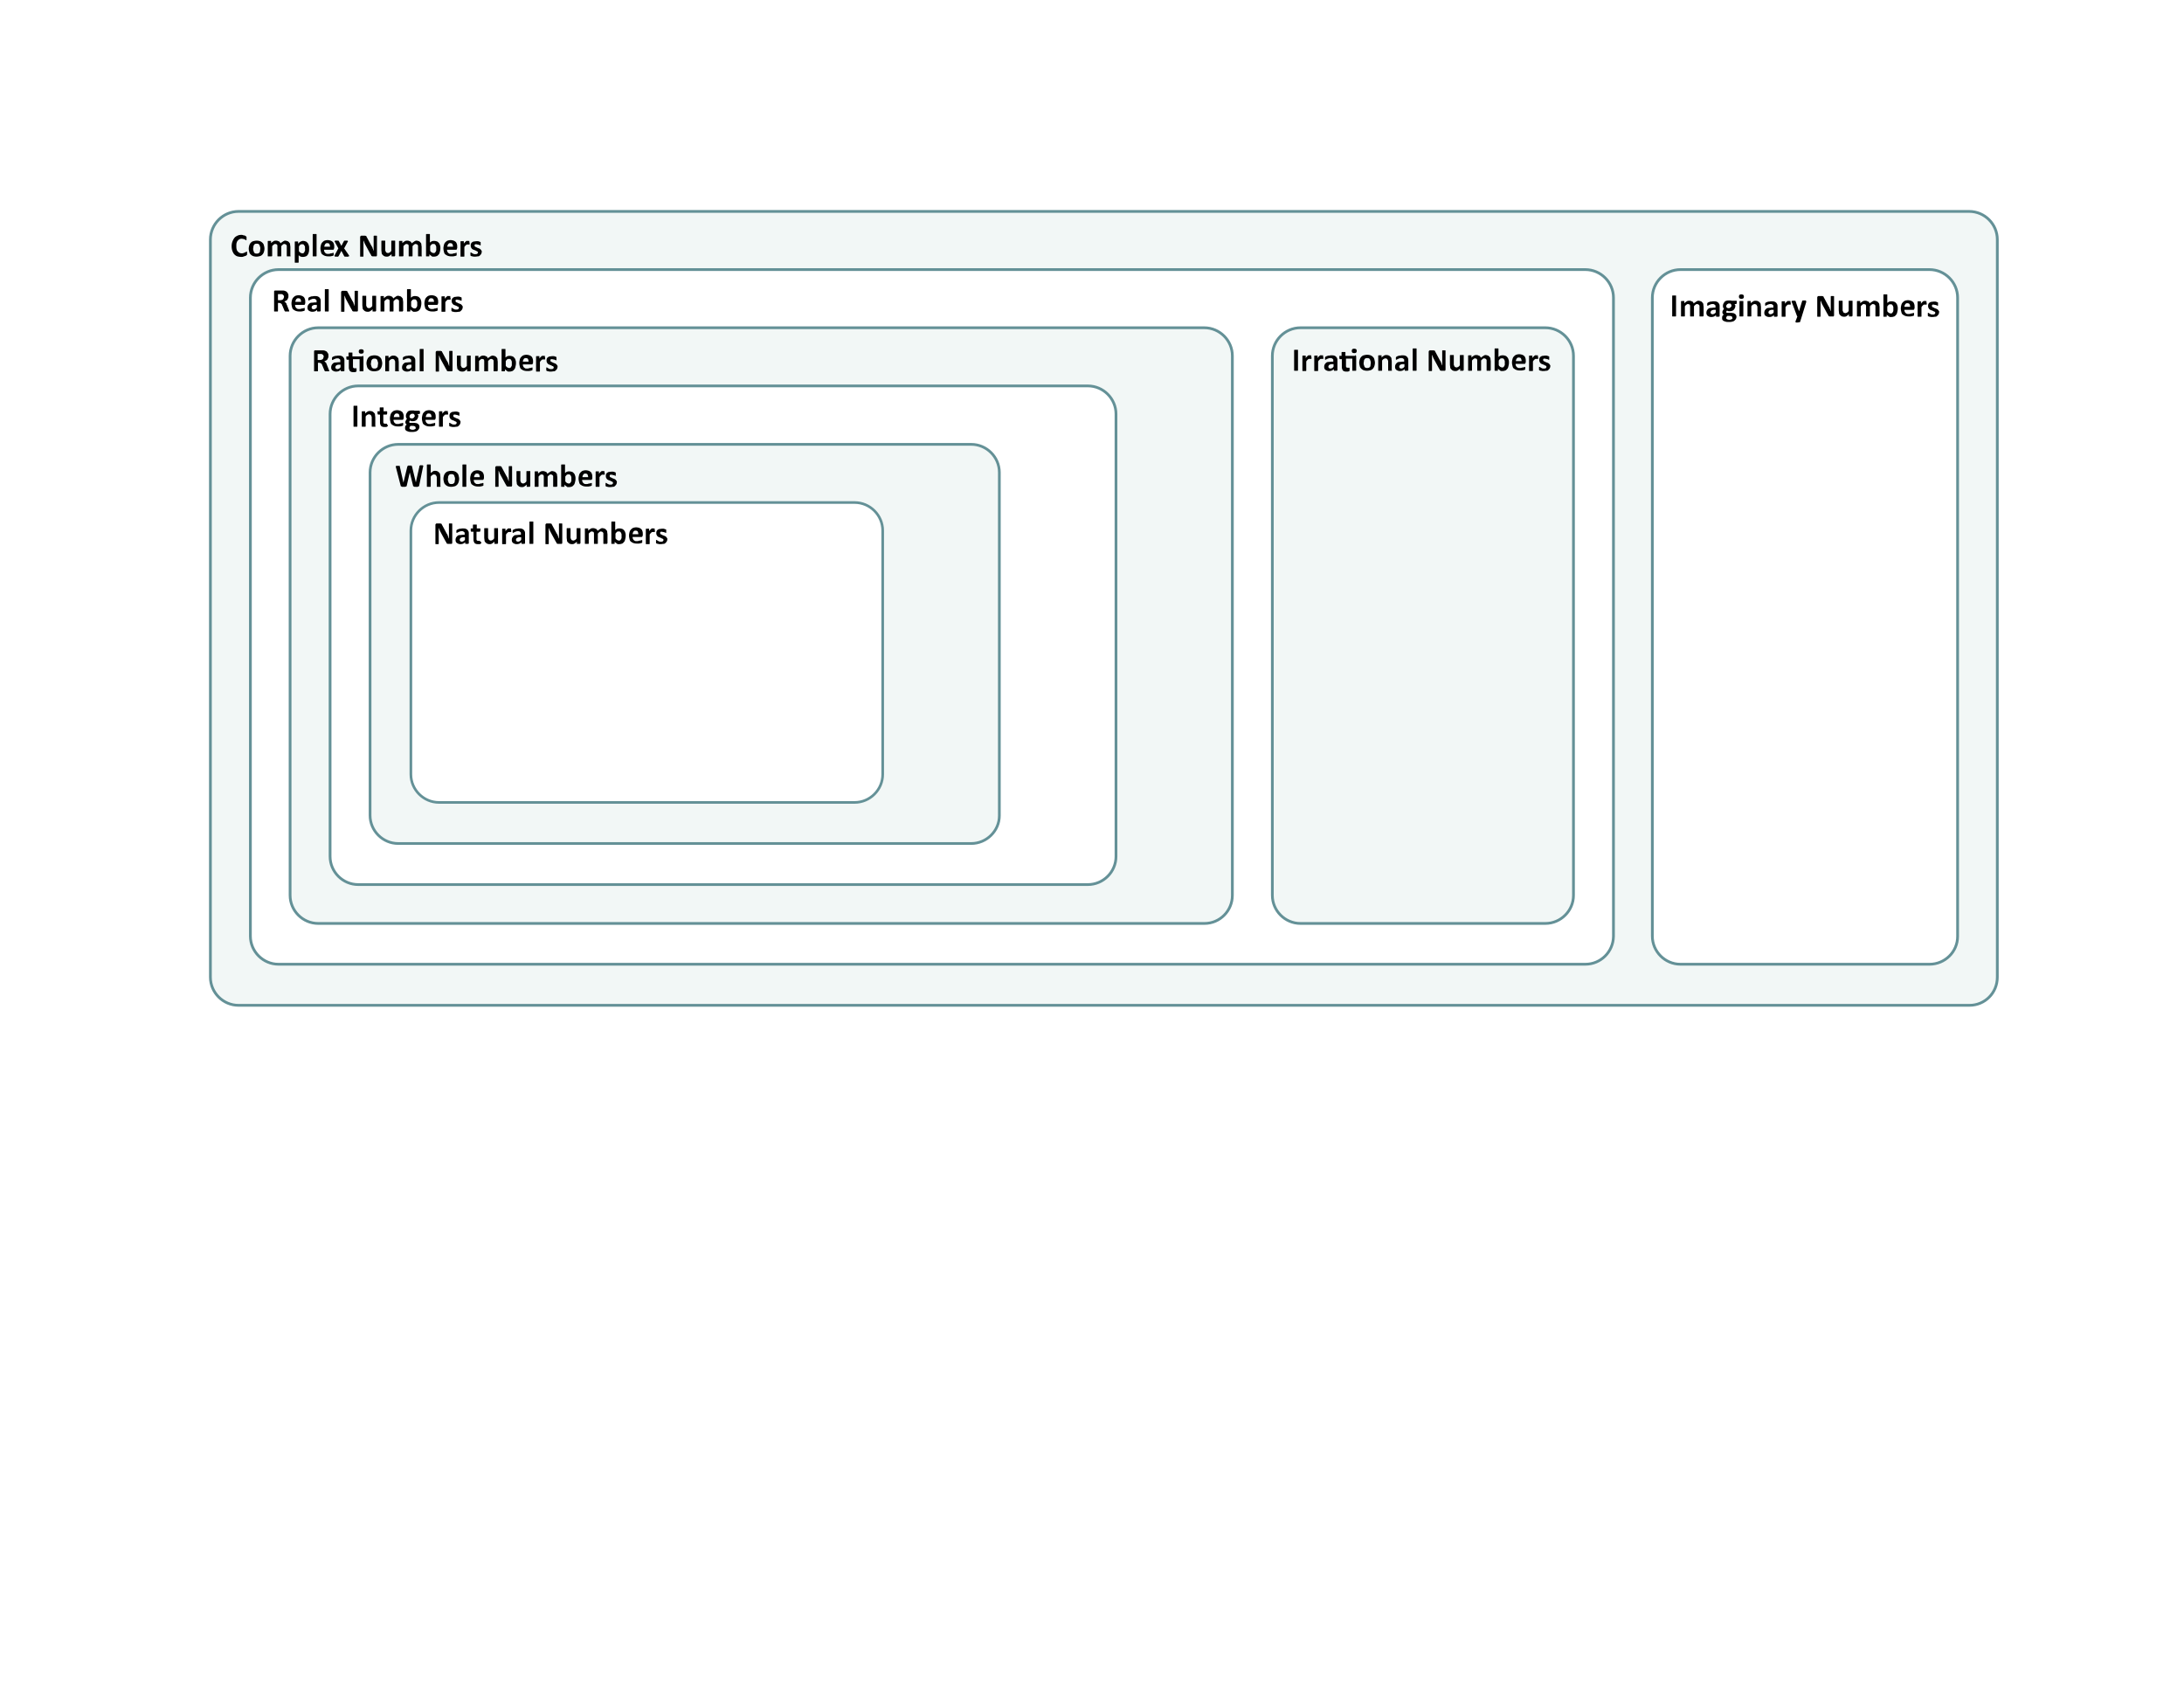 Complex Numbers
Real Numbers
Imaginary Numbers
Rational Numbers
Irrational Numbers
Integers
Whole Numbers
Natural Numbers